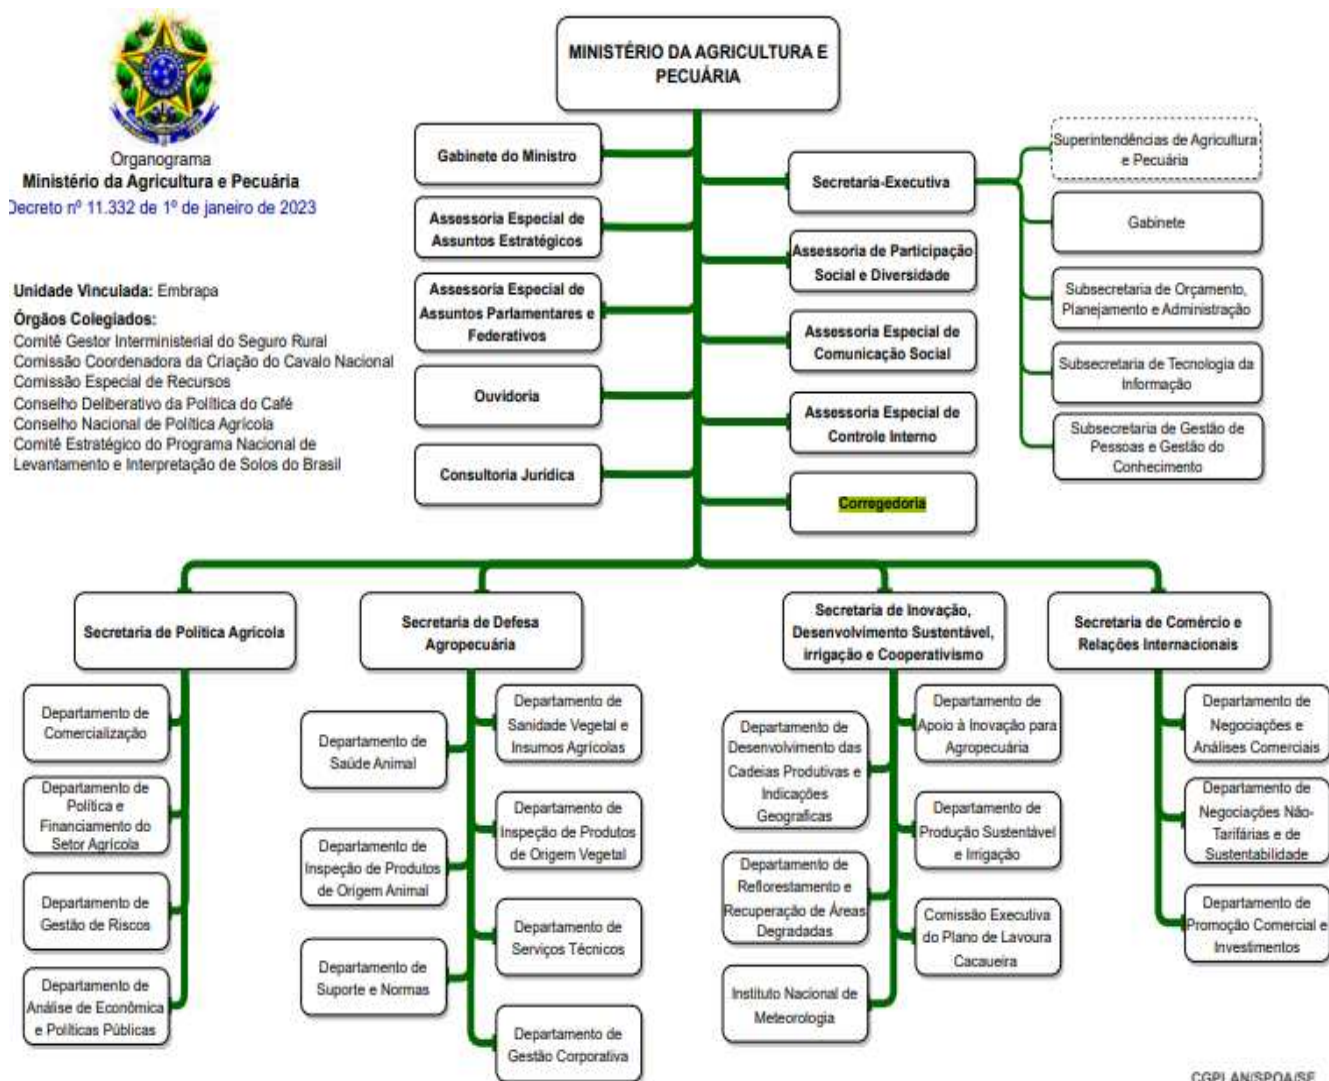 MINISTÉRIO DA AGRICULTURA E
PECUÁRIA
Organograma
Ministério da Agricultura e Pecuária
Decreto nº 11.332 de 1º de janeiro de 2023
Unidade Vinculada: Embrapa
Órgãos Colegiados:
Comitê Gestor Interministerial do Seguro Rural
Comissão Coordenadora da Criação do Cavalo Nacional
Comissão Especial de Recursos
Conselho Deliberativo da Política do Café
Conselho Nacional de Política Agrícola
Comitê Estratégico do Programa Nacional de
Levantamento e Interpretação de Solos do Brasil
Gabinete do Ministro
Assessoria Especial de
Assuntos Estratégicos
Assessoria Especial de
Assuntos Parlamentares e
Federativos
Ouvidoria
Consultoria Jurídica
Secretaria-Executiva
Assessoria de Participação
Social e Diversidade
Assessoria Especial de
Comunicação Social
Assessoria Especial de
Controle Interno
Corregedoria
Superintendências de Agricultura
e Pecuária
Gabinete
Subsecretaria de Orçamento,
Planejamento e Administração
Subsecretaria de Tecnologia da
Informação
Subsecretaria de Gestão de
Pessoas e Gestão do
Conhecimento
Secretaria de Política Agrícola
Departamento de
Comercialização
Departamento de
Política e
Financiamento do
Setor Agrícola
Departamento de
Gestão de Riscos
Departamento de
Análise de Econômica
e Políticas Públicas
Secretaria de Defesa
Agropecuária
Departamento de
Saúde Animal
Departamento de
Inspeção de Produtos
de Origem Animal
Departamento de
Suporte e Normas
Departamento de
Sanidade Vegetal e
Insumos Agrícolas
Departamento de
Inspeção de Produtos
de Origem Vegetal
Departamento de
Serviços Técnicos
Departamento de
Gestão Corporativa
Secretaria de Inovação,
Desenvolvimento Sustentável,
irrigação e Cooperativismo
Departamento de
Desenvolvimento das
Cadeias Produtivas e
Indicações
Geograficas
Departamento de
Reflorestamento e
Recuperação de Áreas
Degradadas
Instituto Nacional de
Meteorologia
Departamento de
Apoio à Inovação para
Agropecuária
Departamento de
Produção Sustentável
e Irrigação
Comissão Executiva
do Plano de Lavoura
Cacaueira
Secretaria de Comércio e
Relações Internacionais
Departamento de
Negociações e
Análises Comerciais
Departamento de
Negociações Não-
Tarifárias e de
Sustentabilidade
Departamento de
Promoção Comercial e
Investimentos
CGPLAN/SPOA/SE